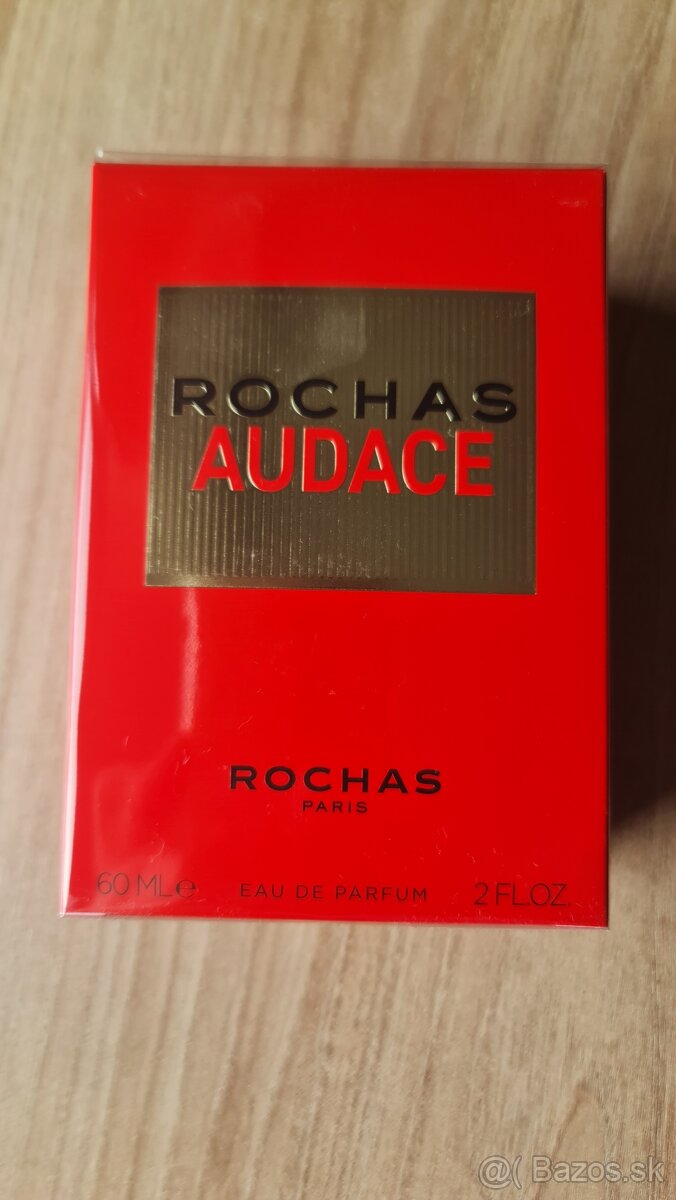 ROCHAS
AUDACE
ROCHAS
PARIS
60 ML℮ EAU DE PARFUM 2 FL.OZ.
@( Bazos.sk